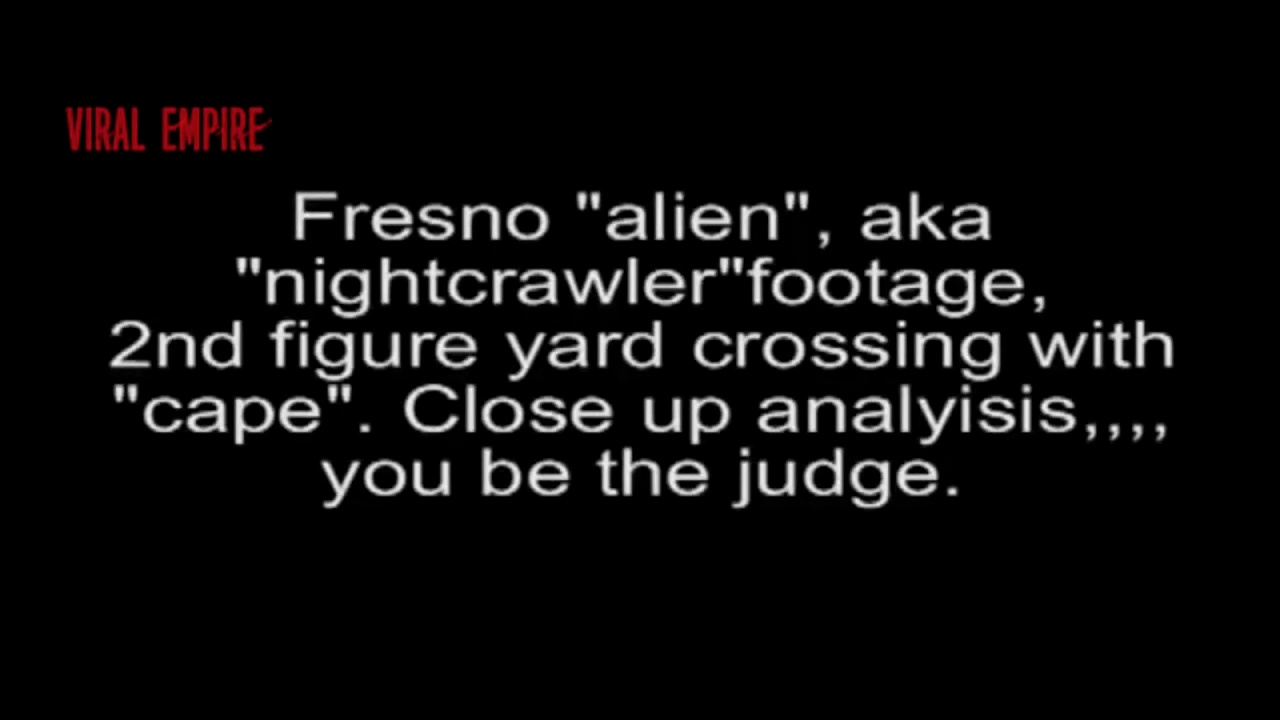 VIRAL EMPIRE
Fresno "alien", aka
"nightcrawler"footage,
2nd figure yard crossing with
"cape". Close up analyisis,,,,
you be the judge.